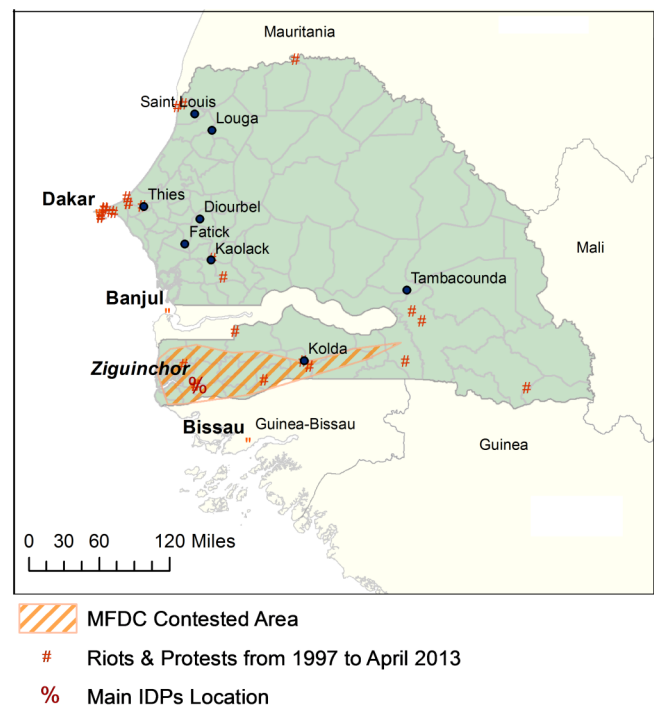 Mauritania
Saint Louis
Louga
Dakar
Thies
Diourbel
Fatick
Kaolack
Mali
Tambacounda
Banjul
Kolda
Ziguinchor
%
Bissau
Guinea-Bissau
Guinea
0 30 60 120 Miles
MFDC Contested Area
# Riots & Protests from 1997 to April 2013
% Main IDPs Location